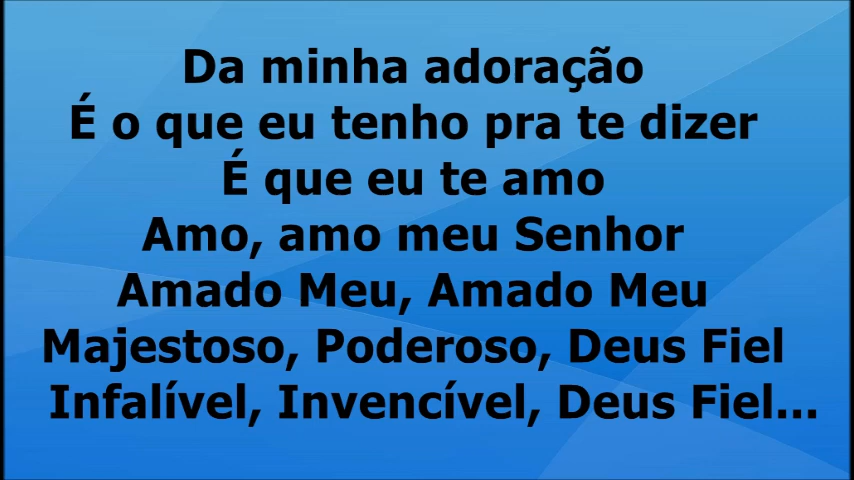 Da minha adoração
É o que eu tenho pra te dizer
É que eu te amo
Amo, amo meu Senhor
Amado Meu, Amado Meu
Majestoso, Poderoso, Deus Fiel
Infalível, Invencível, Deus Fiel...